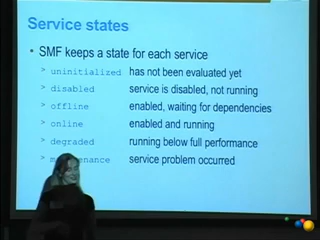 Service states
• SMF keeps a state for each service
> uninitialized has not been evaluated yet
> disabled service is disabled, not running
> offline enabled, waiting for dependencies
> online enabled and running
> degraded running below full performance
service problem occurred